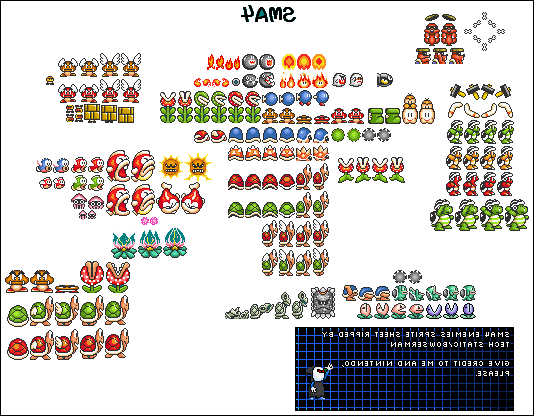 SMA4
SMA4 ENEMIES SPRITE SHEET RIPPED BY
TECH STATIC/BOWSERMAN
GIVE CREDIT TO ME AND NINTENDO.
PLEASE